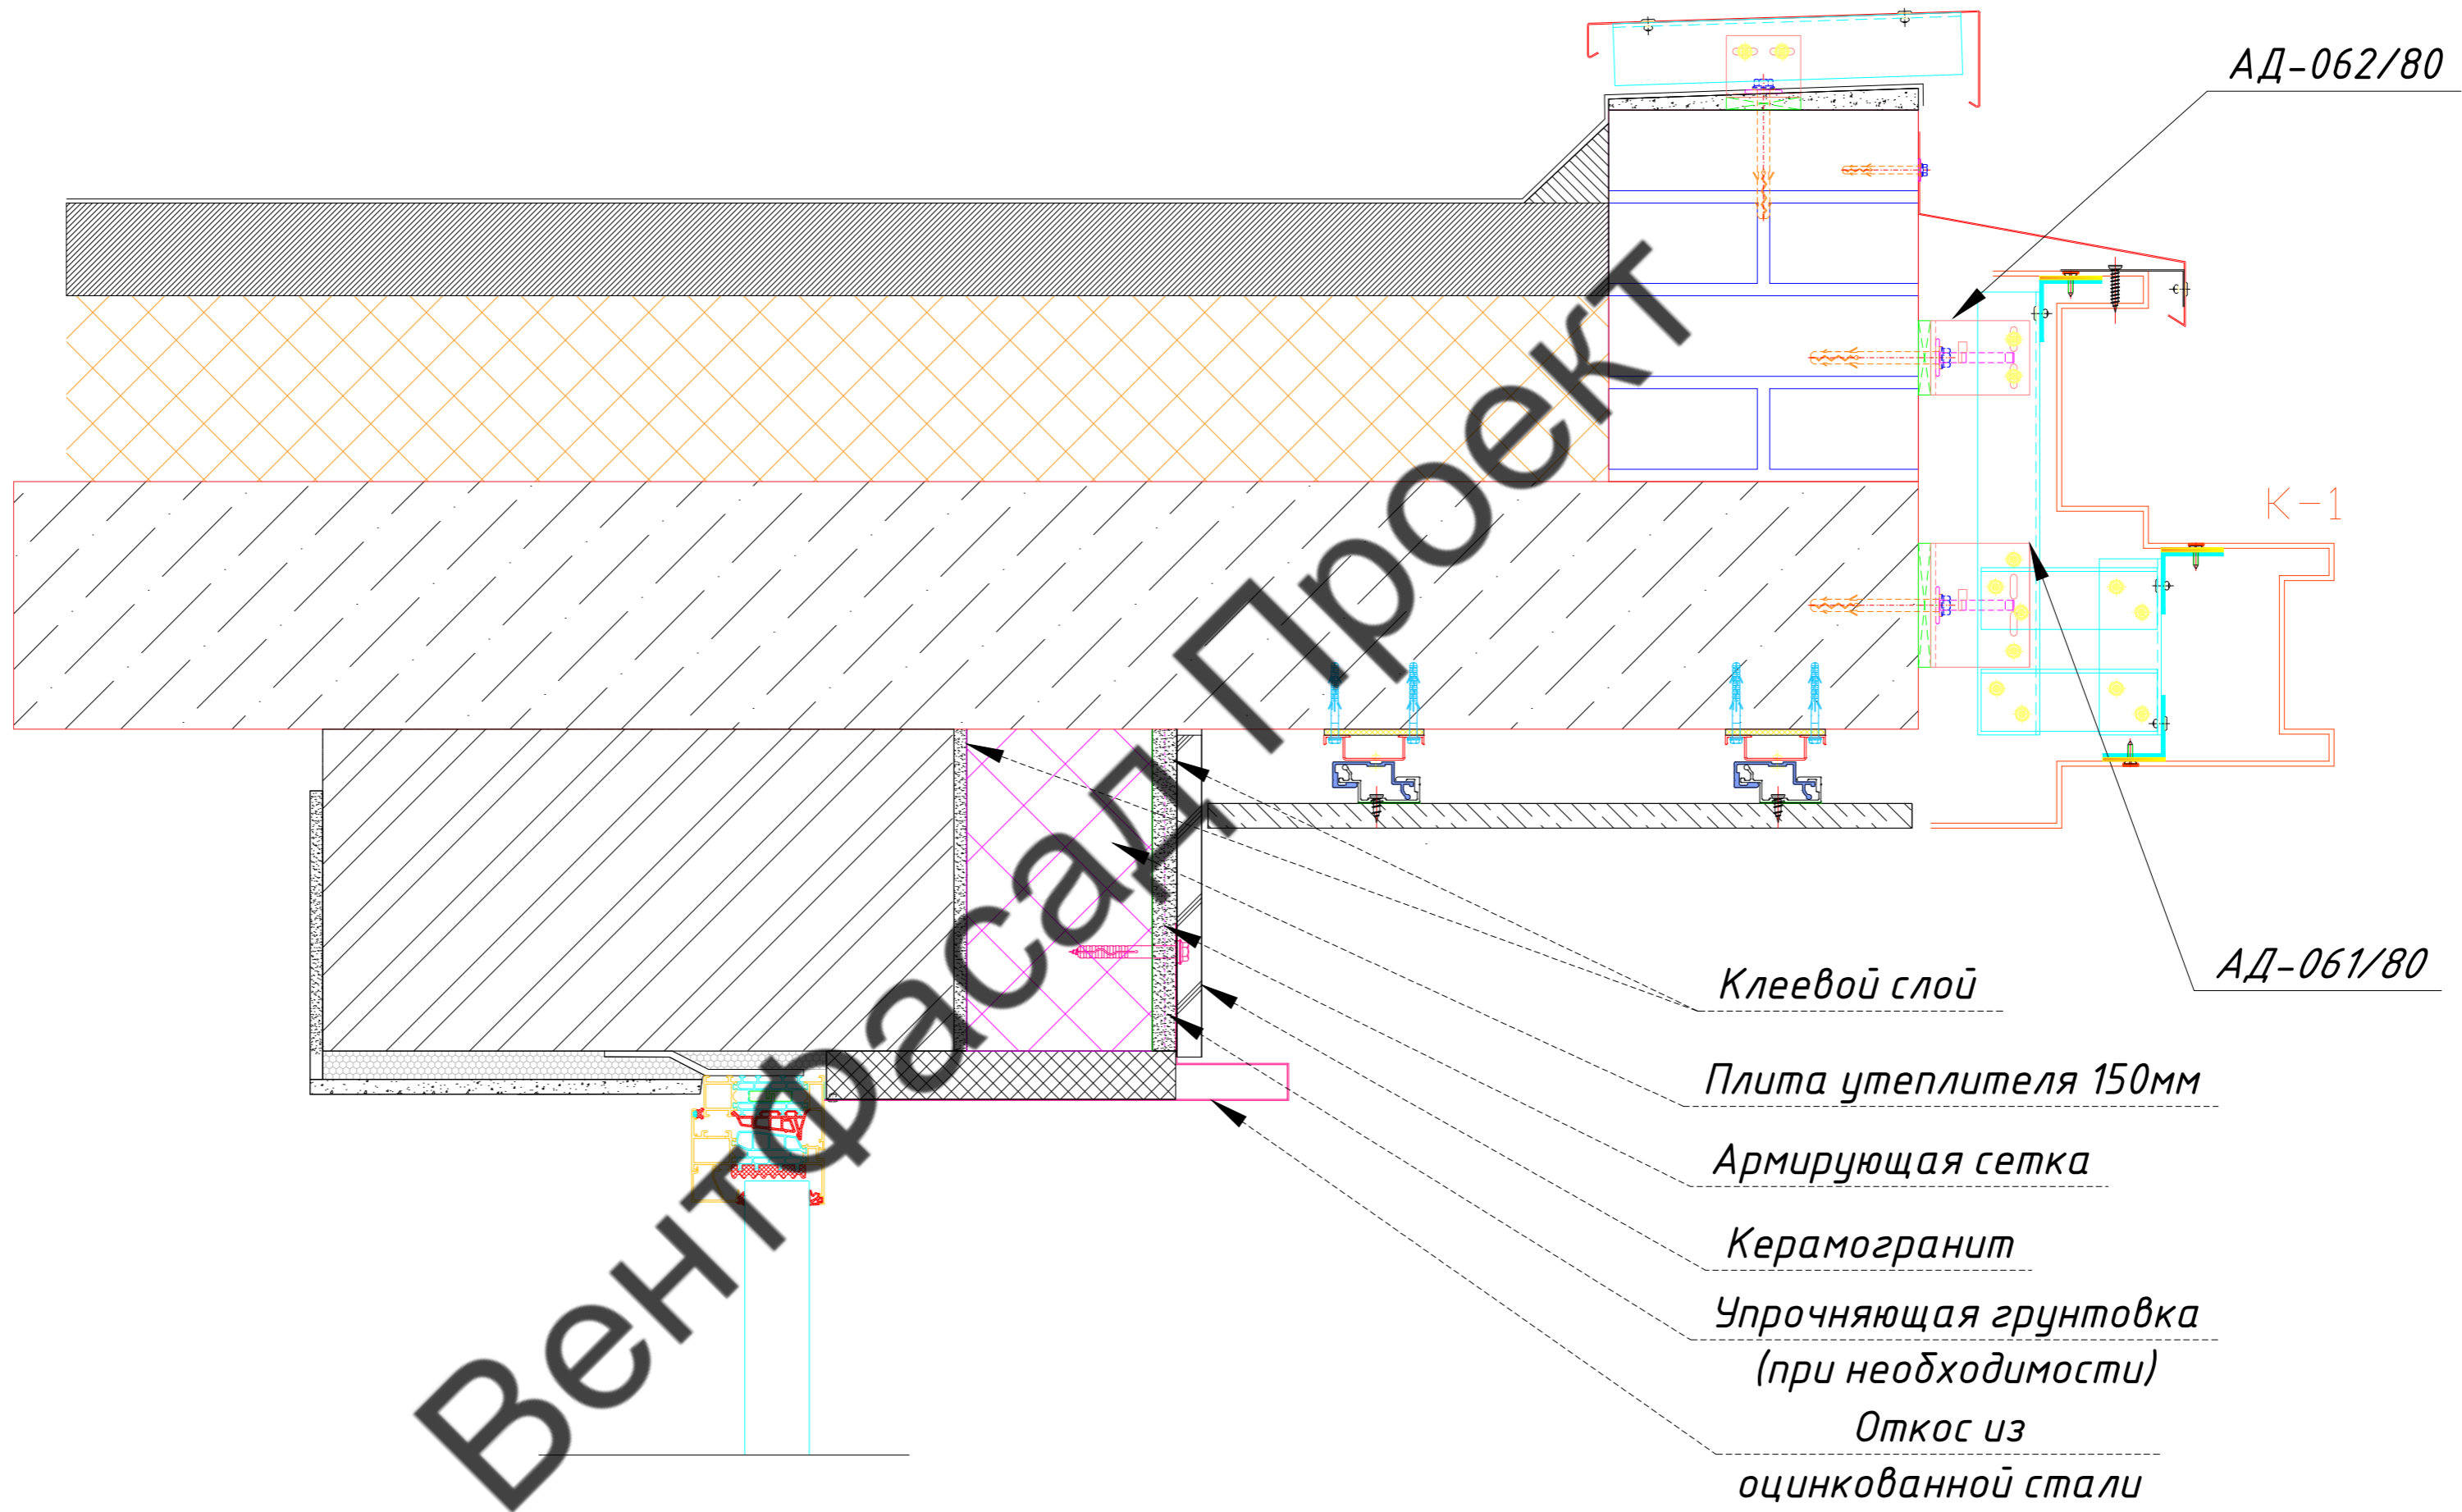 АД-062/80
К-1
АД-061/80
Клеевой слой
Плита утеплителя 150мм
Армирующая сетка
Керамогранит
Упрочняющая грунтовка
(при необходимости)
Откос из
оцинкованной стали
Вентфасад Проект